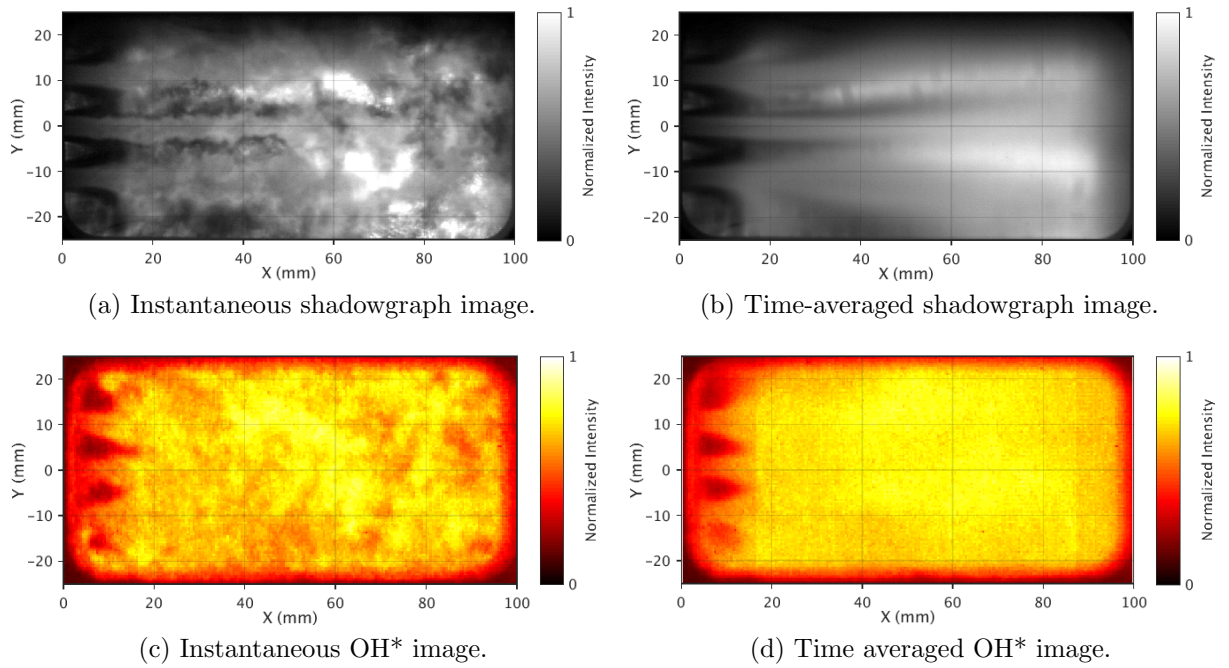 20
10
0
−10
−20
Y (mm)
0 20 40 60 80 100
X (mm)
1
0
Normalized Intensity
(a) Instantaneous shadowgraph image.
20
10
0
−10
−20
Y (mm)
0 20 40 60 80 100
X (mm)
1
0
Normalized Intensity
(b) Time-averaged shadowgraph image.
20
10
0
−10
−20
Y (mm)
0 20 40 60 80 100
X (mm)
1
0
Normalized Intensity
(c) Instantaneous OH* image.
20
10
0
−10
−20
Y (mm)
0 20 40 60 80 100
X (mm)
1
0
Normalized Intensity
(d) Time averaged OH* image.